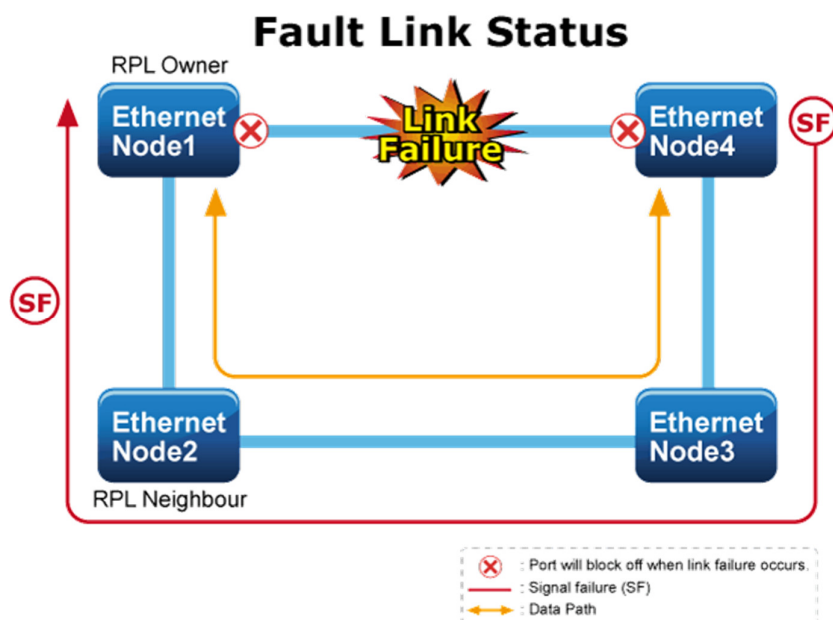 Fault Link Status
RPL Owner
Ethernet
Node1
Link
Failure
Ethernet
Node4
SF
SF
Ethernet
Node2
Ethernet
Node3
RPL Neighbour
: Port will block off when link failure occurs.
: Signal failure (SF)
: Data Path